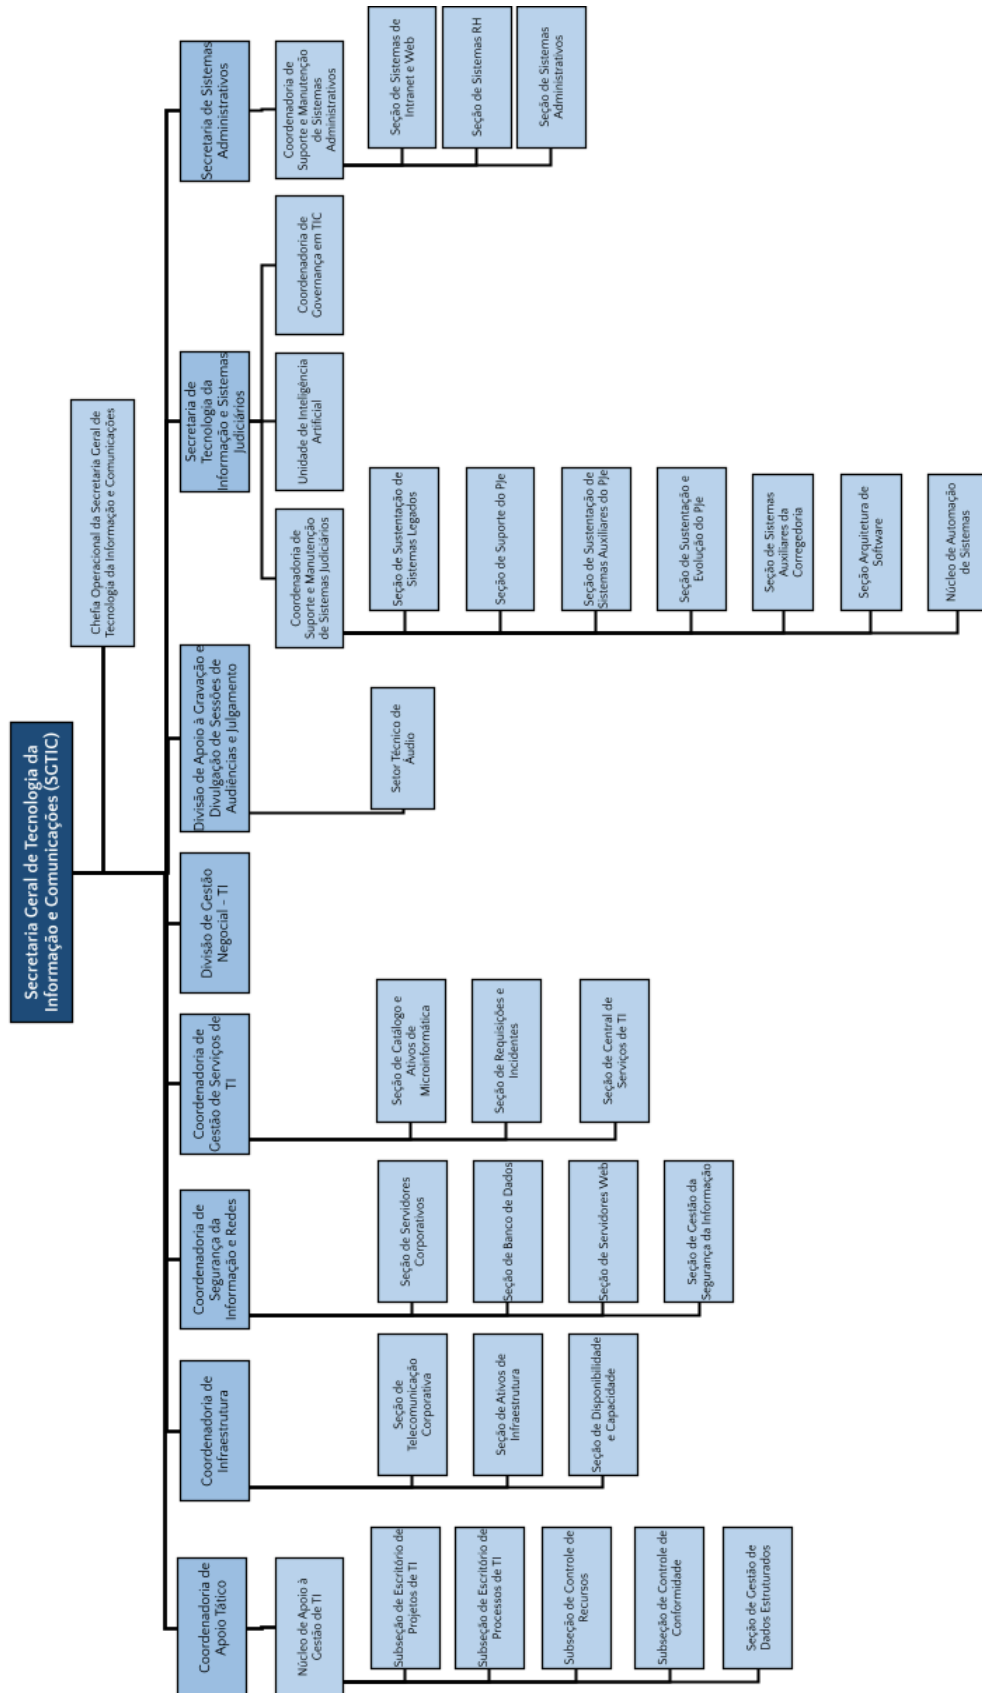 Secretaria Geral de Tecnologia da
Informação e Comunicações (SGTIC)
Chefia Operacional da Secretaria Geral de
Tecnologia da Informação e Comunicações
Coordenadoria de
Apoio Tático
Núcleo de Apoio à
Gestão de TI
Subseção de Escritório de
Projetos de TI
Subseção de Escritório de
Processos de TI
Subseção de Controle de
Recursos
Subseção de Controle de
Conformidade
Seção de Gestão de
Dados Estruturados
Coordenadoria de
Infraestrutura
Seção de
Telecomunicação
Corporativa
Seção de Ativos de
Infraestrutura
Seção de Disponibilidade
e Capacidade
Coordenadoria de
Segurança da
Informação e Redes
Seção de Servidores
Corporativos
Seção de Banco de Dados
Seção de Servidores Web
Seção de Gestão da
Segurança da Informação
Coordenadoria de
Gestão de Serviços de
TI
Seção de Catálogo e
Ativos de
Microinformática
Seção de Requisições e
Incidentes
Seção de Central de
Serviços de TI
Divisão de Gestão
Negocial – TI
Divisão de Apoio à Gravação e
Divulgação de Sessões de
Audiências e Julgamento
Setor Técnico de
Áudio
Secretaria de
Tecnologia da
Informação e Sistemas
Judiciários
Coordenadoria de
Suporte e Manutenção
de Sistemas Judiciários
Seção de Sustentação de
Sistemas Legados
Seção de Suporte do PJe
Seção de Sustentação de
Sistemas Auxiliares do PJe
Seção de Sustentação e
Evolução do PJe
Seção de Sistemas
Auxiliares da
Corregedoria
Seção Arquitetura de
Software
Núcleo de Automação
de Sistemas
Unidade de Inteligência
Artificial
Coordenadoria de
Governança em TIC
Secretaria de Sistemas
Administrativos
Coordenadoria de
Suporte e Manutenção
de Sistemas
Administrativos
Seção de Sistemas de
Intranet e Web
Seção de Sistemas RH
Seção de Sistemas
Administrativos